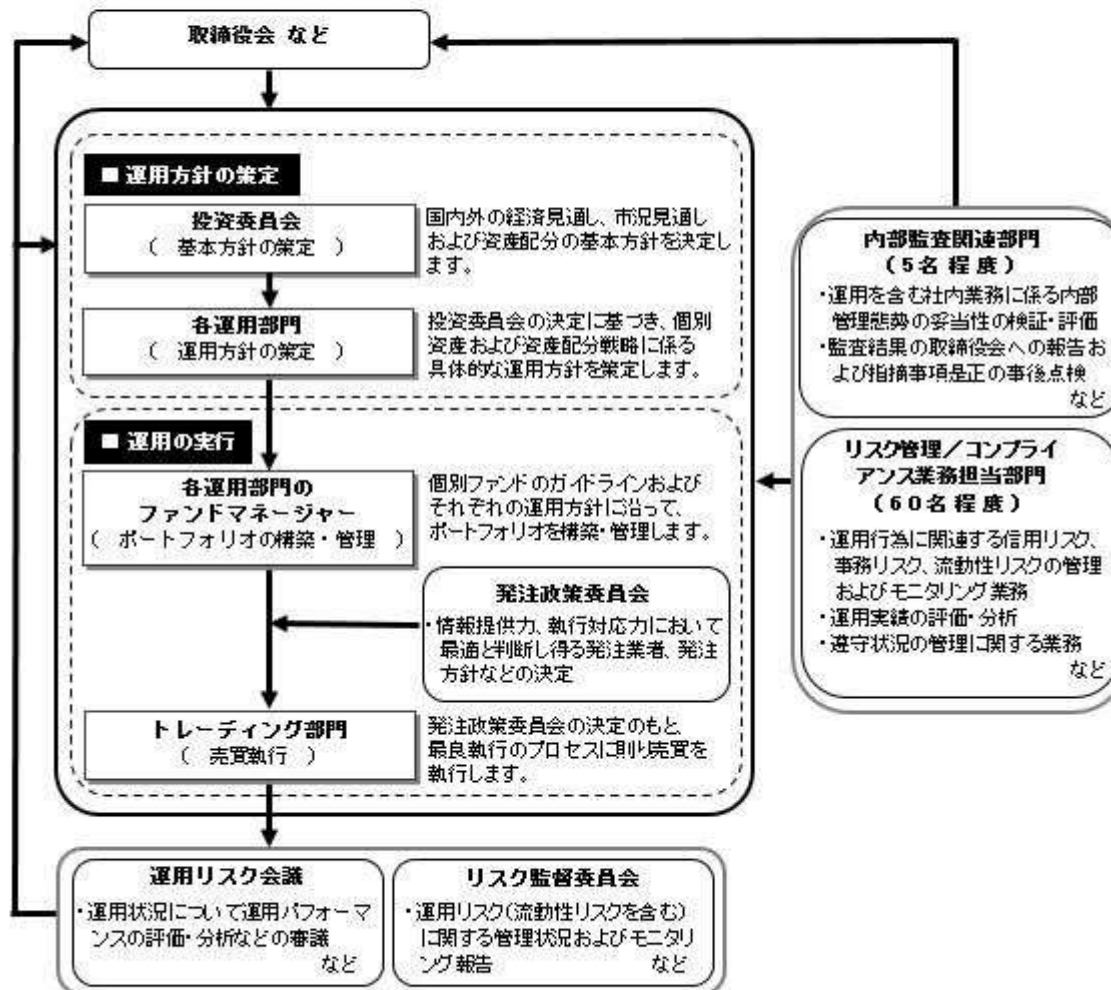 取締役会 など
■ 運用方針の策定
投資委員会
( 基本方針の策定 )
国内外の経済見通し、市況見通し
および資産配分の基本方針を決定し
ます。
各運用部門
( 運用方針の策定 )
投資委員会の決定に基づき、個別
資産および資産配分戦略に係る
具体的な運用方針を策定します。
■ 運用の実行
各運用部門の
ファンドマネージャー
( ポートフォリオの構築・管理 )
個別ファンドのガイドラインおよび
それぞれの運用方針に沿って、
ポートフォリオを構築・管理します。
発注政策委員会
・情報提供力、執行対応力において
最適と判断し得る発注業者、発注
方針などの決定
トレーディング部門
( 売買執行 )
発注政策委員会の決定のもと、
最良執行のプロセスに則り売買を
執行します。
内部監査関連部門
(5名程度)
・運用を含む社内業務に係る内部
管理態勢の妥当性の検証・評価
・監査結果の取締役会への報告お
よび指摘事項是正の事後点検
など
リスク管理/コンプライ
アンス業務担当部門
(60名程度)
・運用行為に関連する信用リスク、
事務リスク、流動性リスクの管理
およびモニタリング業務
・運用実績の評価・分析
・遵守状況の管理に関する業務
など
運用リスク会議
・運用状況について運用パフォーマ
ンスの評価・分析などの審議
など
リスク監督委員会
・運用リスク(流動性リスクを含む)
に関する管理状況およびモニタリ
ング報告 など